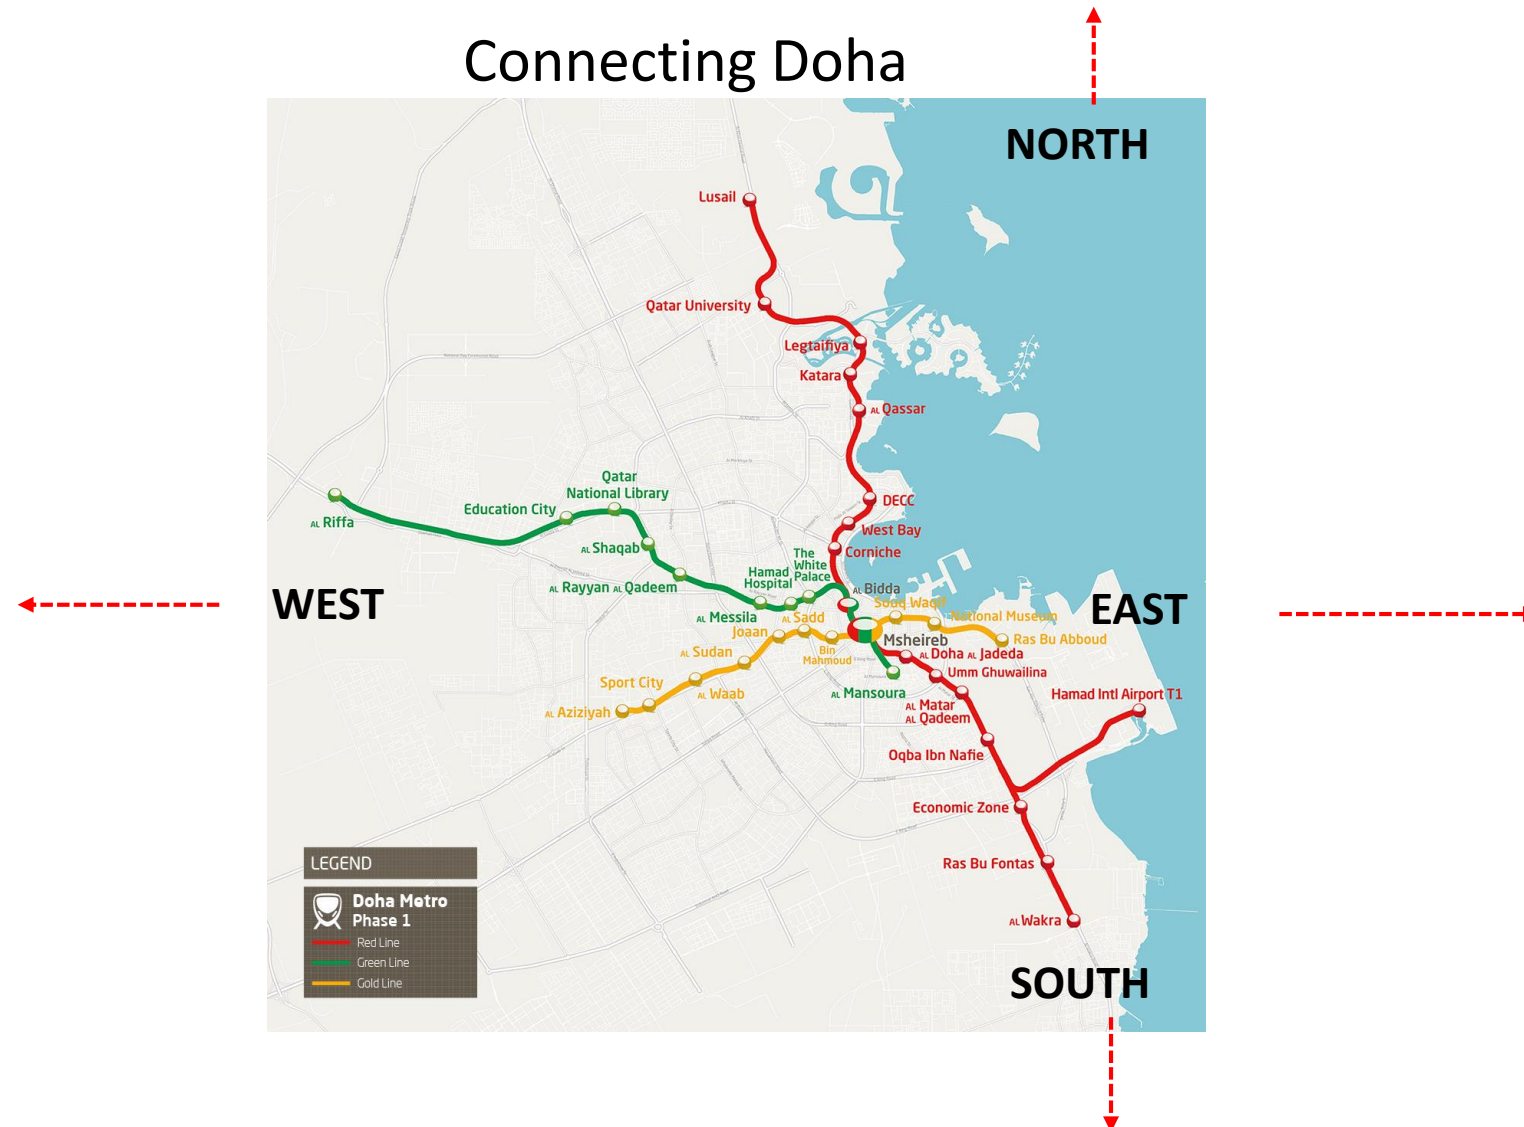 Connecting Doha
NORTH
Lusail
Qatar University
Legtaifiya
Katara
AL Qassar
Qatar
National Library
Education City
AL Riffa
DECC
West Bay
Corniche
AL Shaqab
The
White
Palace
Hamad
Hospital
AL Rayyan AL Qadeem
AL Bidda
WEST
EAST
Souq Waqif
National Museum
AL Messila
AL Sadd
Joaan
Msheireb
Ras Bu Abboud
Bin
Mahmoud
AL Sudan
AL Doha AL Jadeda
Umm Ghuwailina
Sport City
AL Waab
AL Mansoura
Hamad Intl Airport T1
AL Aziziyah
AL Matar
AL Qadeem
Oqba Ibn Nafie
Economic Zone
Ras Bu Fontas
AL Wakra
LEGEND
Doha Metro
Phase 1
Red Line
Green Line
Gold Line
SOUTH